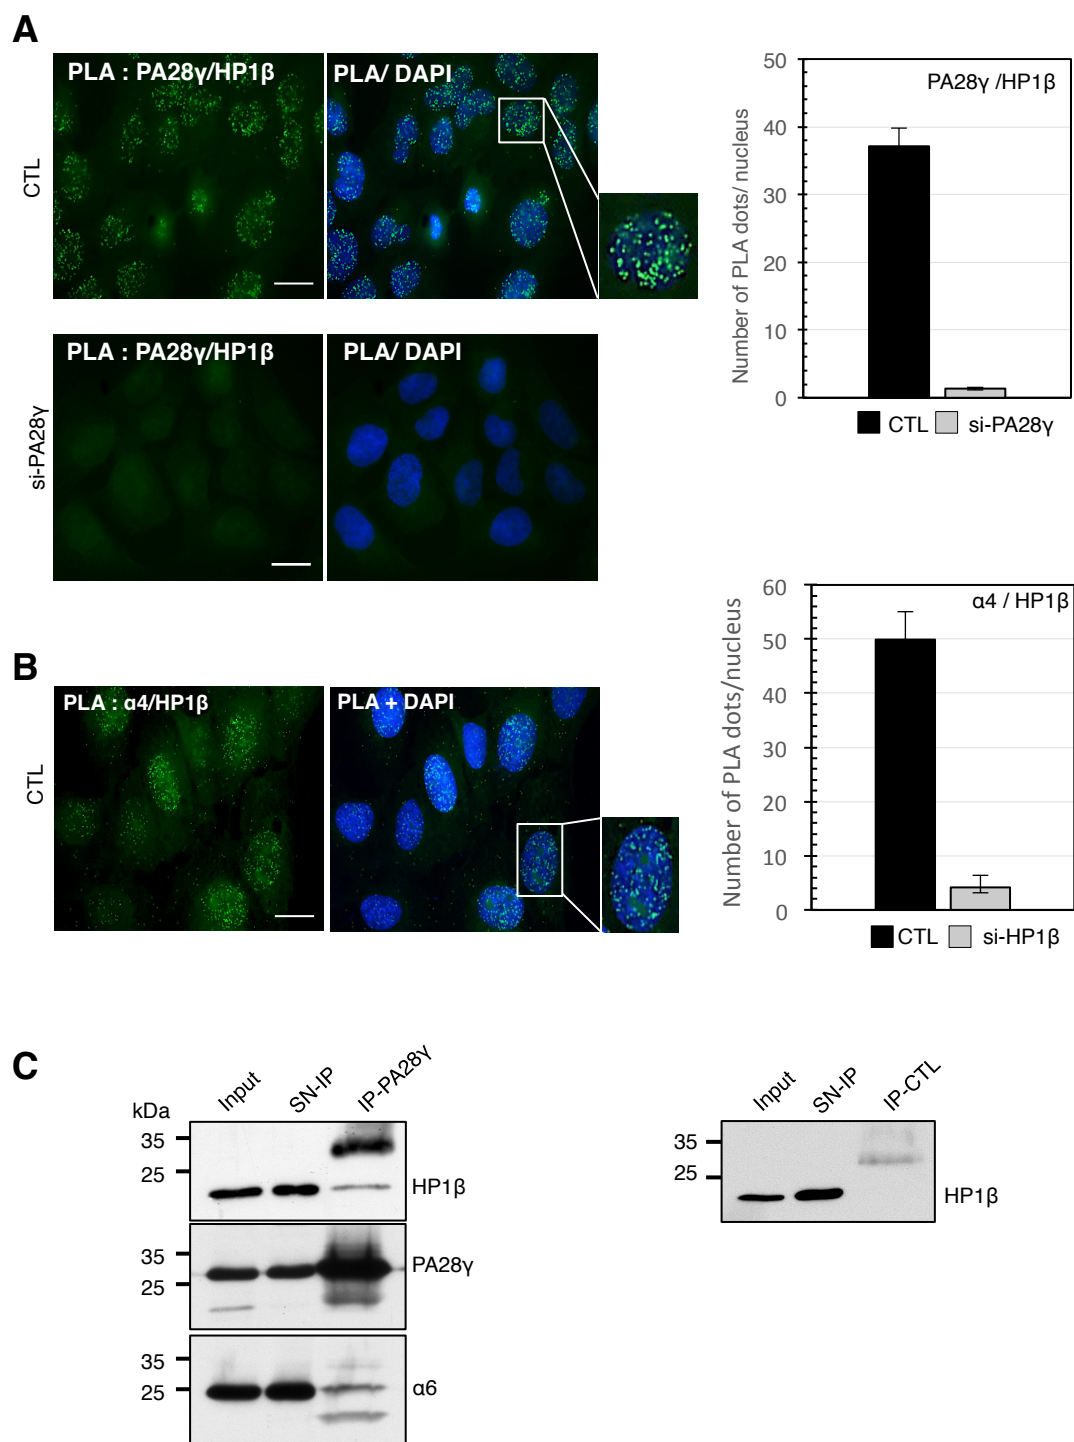 A
PLA : PA28γ/HP1β
PLA/ DAPI
CTL
PLA : PA28γ/HP1β
PLA/ DAPI
si-PA28γ
PA28γ /HP1β
Number of PLA dots/ nucleus
50
40
30
20
10
0
CTL si-PA28γ
B
PLA : α4/HP1β
PLA + DAPI
CTL
α4 / HP1β
Number of PLA dots/nucleus
60
50
40
30
20
10
0
CTL si-HP1β
C
kDa
Input SN-IP IP-PA28γ
35
25
HP1β
35
25
PA28γ
35
25
α6
Input SN-IP IP-CTL
35
25
HP1β